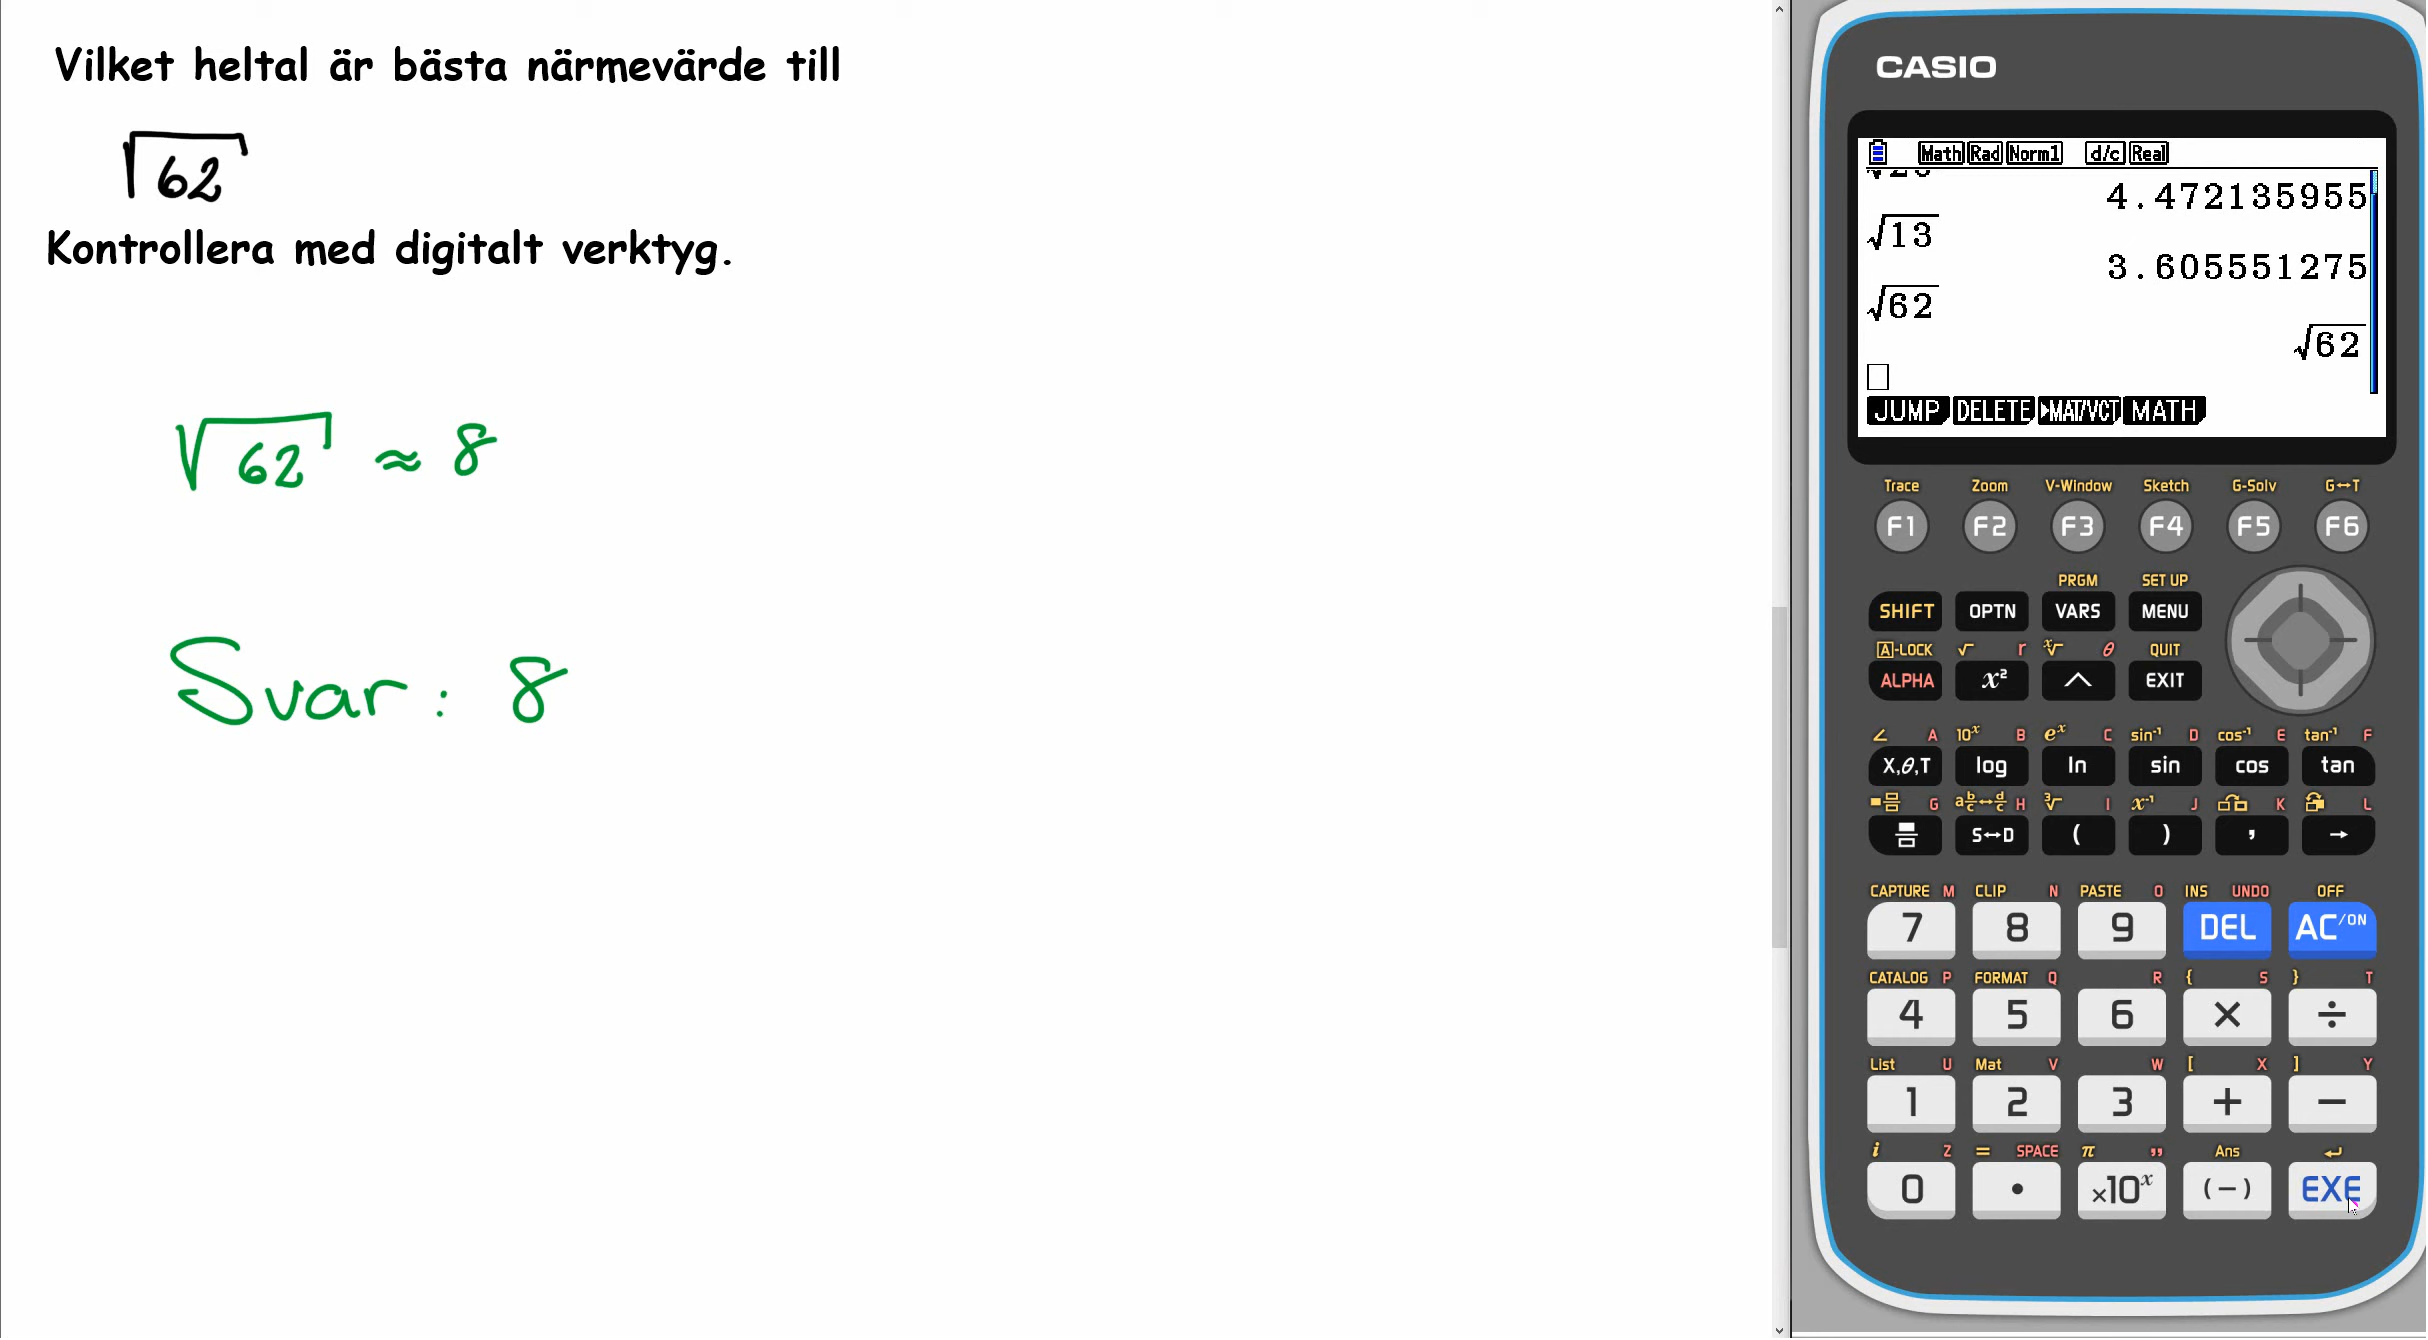 Vilket heltal är bästa närmevärde till
√62
Kontrollera med digitalt verktyg.
√62 ≈ 8
Svar: 8
CASIO
Math Rad Norm1 d/c Real
4.472135955
√13
3.605551275
√62
√62
JUMP DELETE ▶MAT/VCT MATH
Trace Zoom V-Window Sketch G-Solv G↔T
F1 F2 F3 F4 F5 F6
PRGM SET UP
SHIFT OPTN VARS MENU
A-LOCK √ r ˣ√ θ QUIT
ALPHA x² ^ EXIT
∠ A 10ˣ B eˣ C sin⁻¹ D cos⁻¹ E tan⁻¹ F
X,θ,T log ln sin cos tan
G a b/c↔d/c H ³√ I x⁻¹ J K L
S↔D ( ) , →
CAPTURE M CLIP N PASTE O INS UNDO OFF
7 8 9 DEL AC/ON
CATALOG P FORMAT Q R { S } T
4 5 6 × ÷
List U Mat V W [ X ] Y
1 2 3 + −
i Z = SPACE π " Ans ↵
0 • ×10ˣ (−) EXE